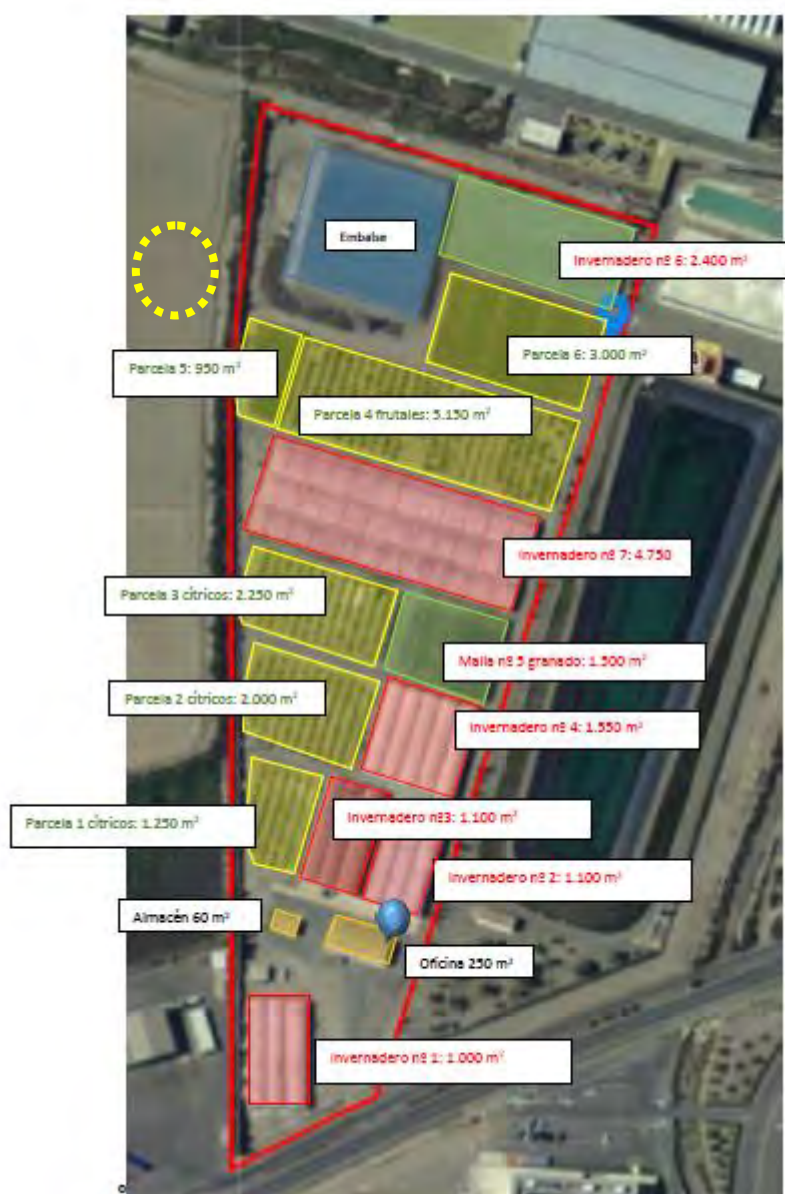 Embalse
Invernadero nº 6: 2.400 m²
Parcela 6: 3.000 m²
Parcela 5: 950 m²
Parcela 4 frutales: 5.150 m²
Invernadero nº 7: 4.750
Parcela 3 cítricos: 2.250 m²
Malla nº 5 granado: 1.500 m²
Parcela 2 cítricos: 2.000 m²
Invernadero nº 4: 1.550 m²
Invernadero nº3: 1.100 m²
Parcela 1 cítricos: 1.250 m²
Invernadero nº 2: 1.100 m²
Almacén 60 m²
Oficina 250 m²
Invernadero nº 1: 1.000 m²